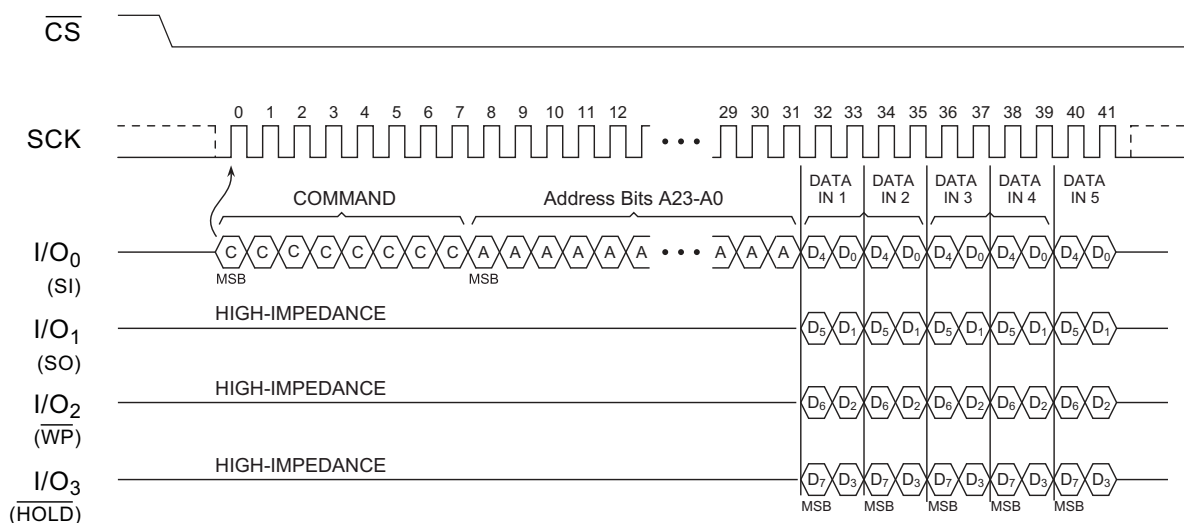 CS
SCK
0 1 2 3 4 5 6 7 8 9 10 11 12 29 30 31 32 33 34 35 36 37 38 39 40 41
COMMAND
Address Bits A23-A0
DATA IN 1
DATA IN 2
DATA IN 3
DATA IN 4
DATA IN 5
I/O0
(SI)
C C C C C C C C A A A A A A A A A D4 D0 D4 D0 D4 D0 D4 D0 D4 D0
MSB MSB
I/O1
(SO)
HIGH-IMPEDANCE
D5 D1 D5 D1 D5 D1 D5 D1 D5 D1
I/O2
(WP)
HIGH-IMPEDANCE
D6 D2 D6 D2 D6 D2 D6 D2 D6 D2
I/O3
(HOLD)
HIGH-IMPEDANCE
D7 D3 D7 D3 D7 D3 D7 D3 D7 D3
MSB MSB MSB MSB MSB